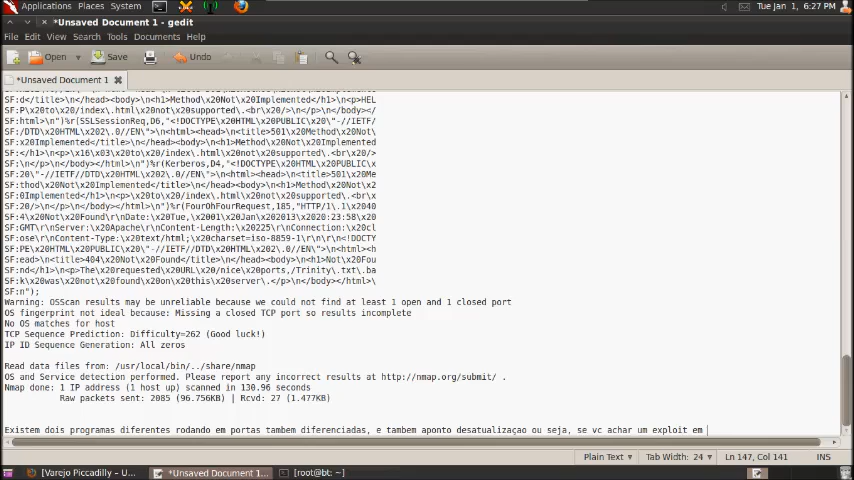 Applications Places System Tue Jan 1, 6:27 PM
*Unsaved Document 1 - gedit
File Edit View Search Tools Documents Help
Open Save Undo
*Unsaved Document 1
SF:d</title>\n</head><body>\n<h1>Method\x20Not\x20Implemented</h1>\n<p>HEL
SF:P\x20to\x20/index\.html\x20not\x20supported\.<br\x20/>\n</p>\n</body></
SF:html>\n")%r(SSLSessionReq,D6,"<!DOCTYPE\x20HTML\x20PUBLIC\x20\"-//IETF/
SF:/DTD\x20HTML\x202\.0//EN\">\n<html><head>\n<title>501\x20Method\x20Not\
SF:x20Implemented</title>\n</head><body>\n<h1>Method\x20Not\x20Implemented
SF:</h1>\n<p>\x16\x03\x20to\x20/index\.html\x20not\x20supported\.<br\x20/>
SF:\n</p>\n</body></html>\n")%r(Kerberos,D4,"<!DOCTYPE\x20HTML\x20PUBLIC\x
SF:20\"-//IETF//DTD\x20HTML\x202\.0//EN\">\n<html><head>\n<title>501\x20Me
SF:thod\x20Not\x20Implemented</title>\n</head><body>\n<h1>Method\x20Not\x2
SF:0Implemented</h1>\n<p>\x20to\x20/index\.html\x20not\x20supported\.<br\x
SF:20/>\n</p>\n</body></html>\n")%r(FourOhFourRequest,185,"HTTP/1\.1\x2040
SF:4\x20Not\x20Found\r\nDate:\x20Tue,\x2001\x20Jan\x202013\x2020:23:58\x20
SF:GMT\r\nServer:\x20Apache\r\nContent-Length:\x20225\r\nConnection:\x20cl
SF:ose\r\nContent-Type:\x20text/html;\x20charset=iso-8859-1\r\n\r\n<!DOCTY
SF:PE\x20HTML\x20PUBLIC\x20\"-//IETF//DTD\x20HTML\x202\.0//EN\">\n<html><h
SF:ead>\n<title>404\x20Not\x20Found</title>\n</head><body>\n<h1>Not\x20Fou
SF:nd</h1>\n<p>The\x20requested\x20URL\x20/nice\x20ports,/Trinity\.txt\.ba
SF:k\x20was\x20not\x20found\x20on\x20this\x20server\.</p>\n</body></html>\
SF:n");
Warning: OSScan results may be unreliable because we could not find at least 1 open and 1 closed port
OS fingerprint not ideal because: Missing a closed TCP port so results incomplete
No OS matches for host
TCP Sequence Prediction: Difficulty=262 (Good luck!)
IP ID Sequence Generation: All zeros
Read data files from: /usr/local/bin/../share/nmap
OS and Service detection performed. Please report any incorrect results at http://nmap.org/submit/ .
Nmap done: 1 IP address (1 host up) scanned in 130.96 seconds
Raw packets sent: 2085 (96.756KB) | Rcvd: 27 (1.477KB)
Existem dois programas diferentes rodando em portas tambem diferenciadas, e tambem aponto desatualizaçao ou seja, se vc achar um exploit em
Plain Text Tab Width: 24 Ln 147, Col 141 INS
[Varejo Piccadilly – U... *Unsaved Document 1... [root@bt: ~]